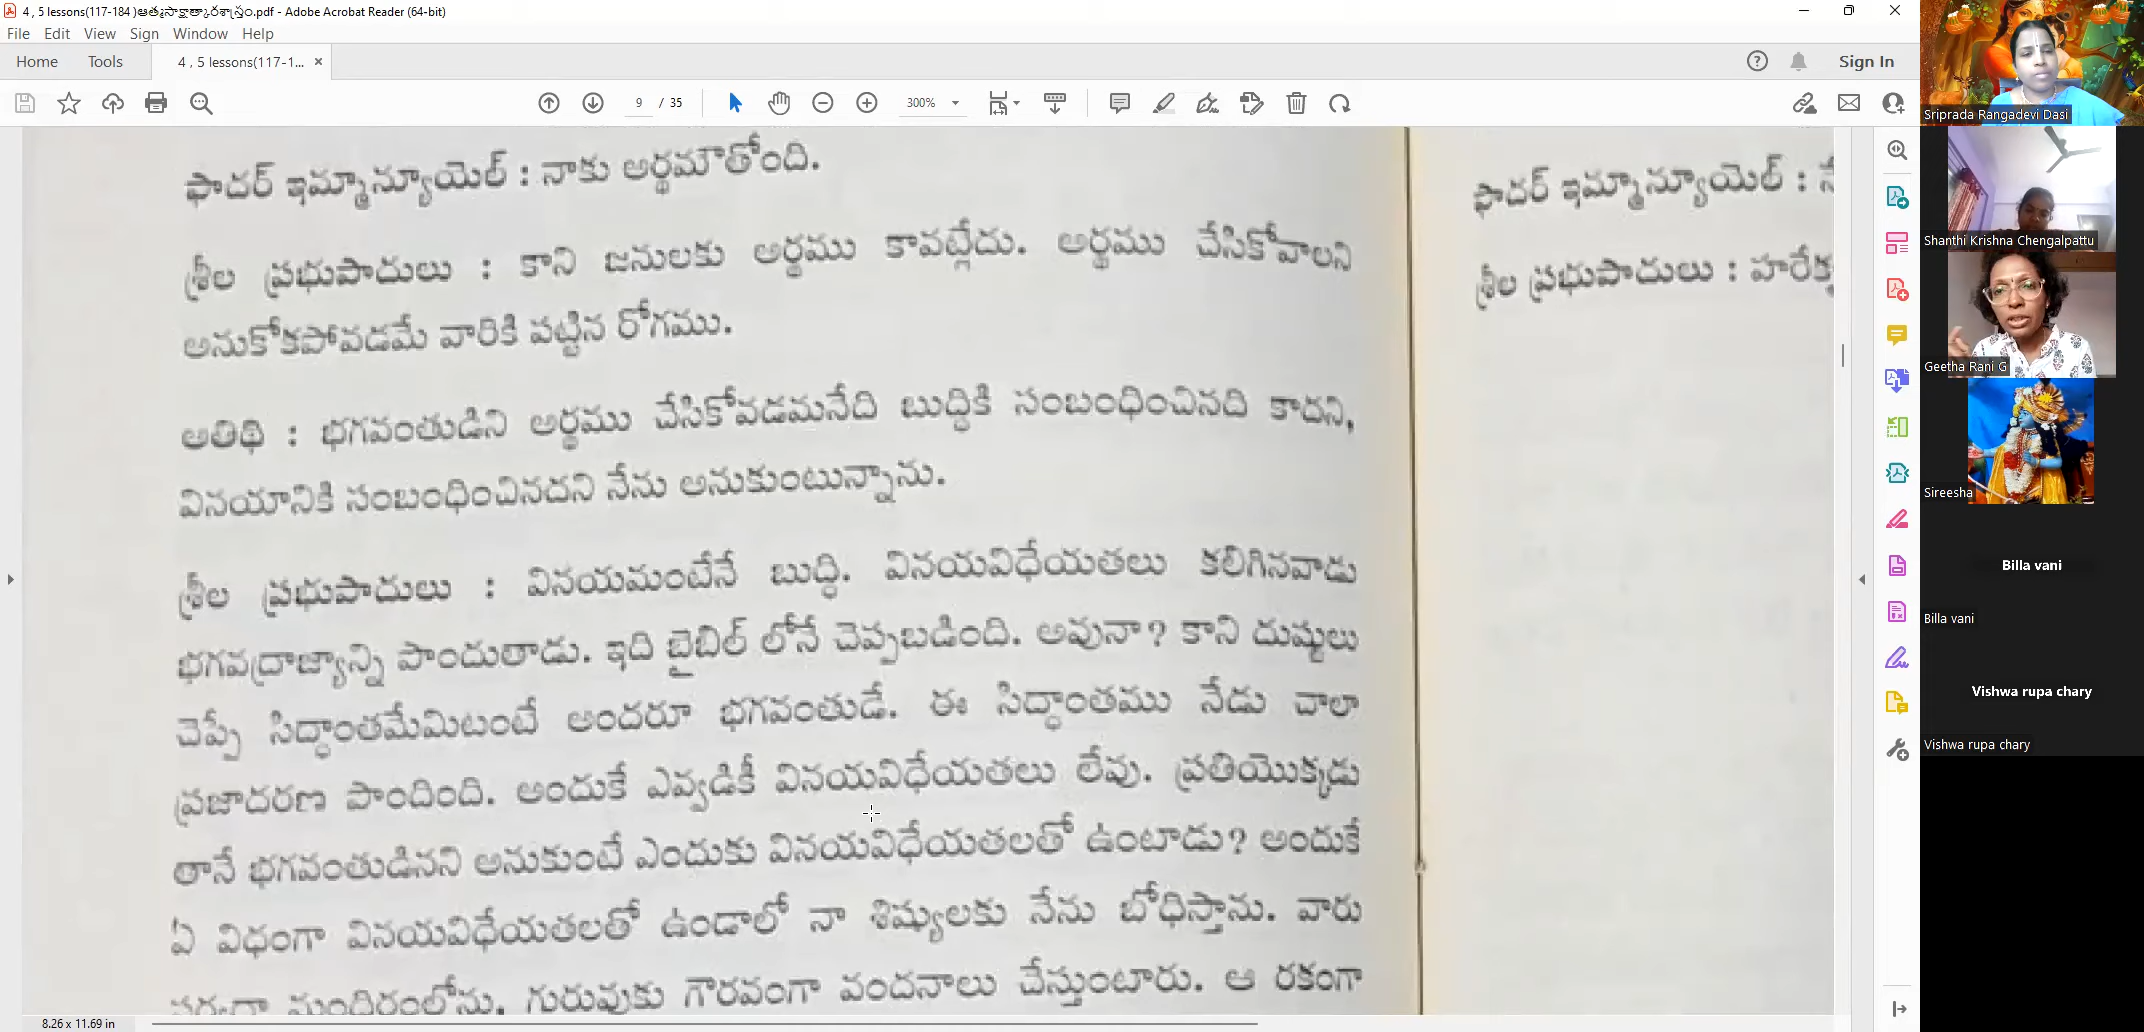 4 , 5 lessons(117-184 )ఆత్మసాక్షాత్కారశాస్త్రం.pdf - Adobe Acrobat Reader (64-bit)
File Edit View Sign Window Help
Home Tools 4 , 5 lessons(117-1... × Sign In
9 / 35 300%
ఫాదర్ ఇమ్మాన్యూయెల్ : నాకు అర్థమౌతోంది.
శ్రీల ప్రభుపాదులు : కాని జనులకు అర్థము కావట్లేదు. అర్థము చేసికోవాలని
అనుకోకపోవడమే వారికి పట్టిన రోగము.
అతిథి : భగవంతుడిని అర్థము చేసికోవడమనేది బుద్ధికి సంబంధించినది కాదని,
వినయానికి సంబంధించినదని నేను అనుకుంటున్నాను.
శ్రీల ప్రభుపాదులు : వినయమంటేనే బుద్ధి. వినయవిధేయతలు కలిగినవాడు
భగవద్రాజ్యాన్ని పొందుతాడు. ఇది బైబిల్ లోనే చెప్పబడింది. అవునా? కాని దుష్టులు
చెప్పే సిద్ధాంతమేమిటంటే అందరూ భగవంతుడే. ఈ సిద్ధాంతము నేడు చాలా
ప్రజాదరణ పొందింది. అందుకే ఎవ్వడికీ వినయవిధేయతలు లేవు. ప్రతియొక్కడు
తానే భగవంతుడినని అనుకుంటే ఎందుకు వినయవిధేయతలతో ఉంటాడు? అందుకే
ఏ విధంగా వినయవిధేయతలతో ఉండాలో నా శిష్యులకు నేను బోధిస్తాను. వారు
మందిరంలోను, గురువుకు గౌరవంగా వందనాలు చేస్తుంటారు. ఆ రకంగా
ఫాదర్ ఇమ్మాన్యూయెల్ : నే
శ్రీల ప్రభుపాదులు : హరేకృ
8.26 x 11.69 in
Sriprada Rangadevi Dasi
Shanthi Krishna Chengalpattu
Geetha Rani G
Sireesha
Billa vani
Billa vani
Vishwa rupa chary
Vishwa rupa chary